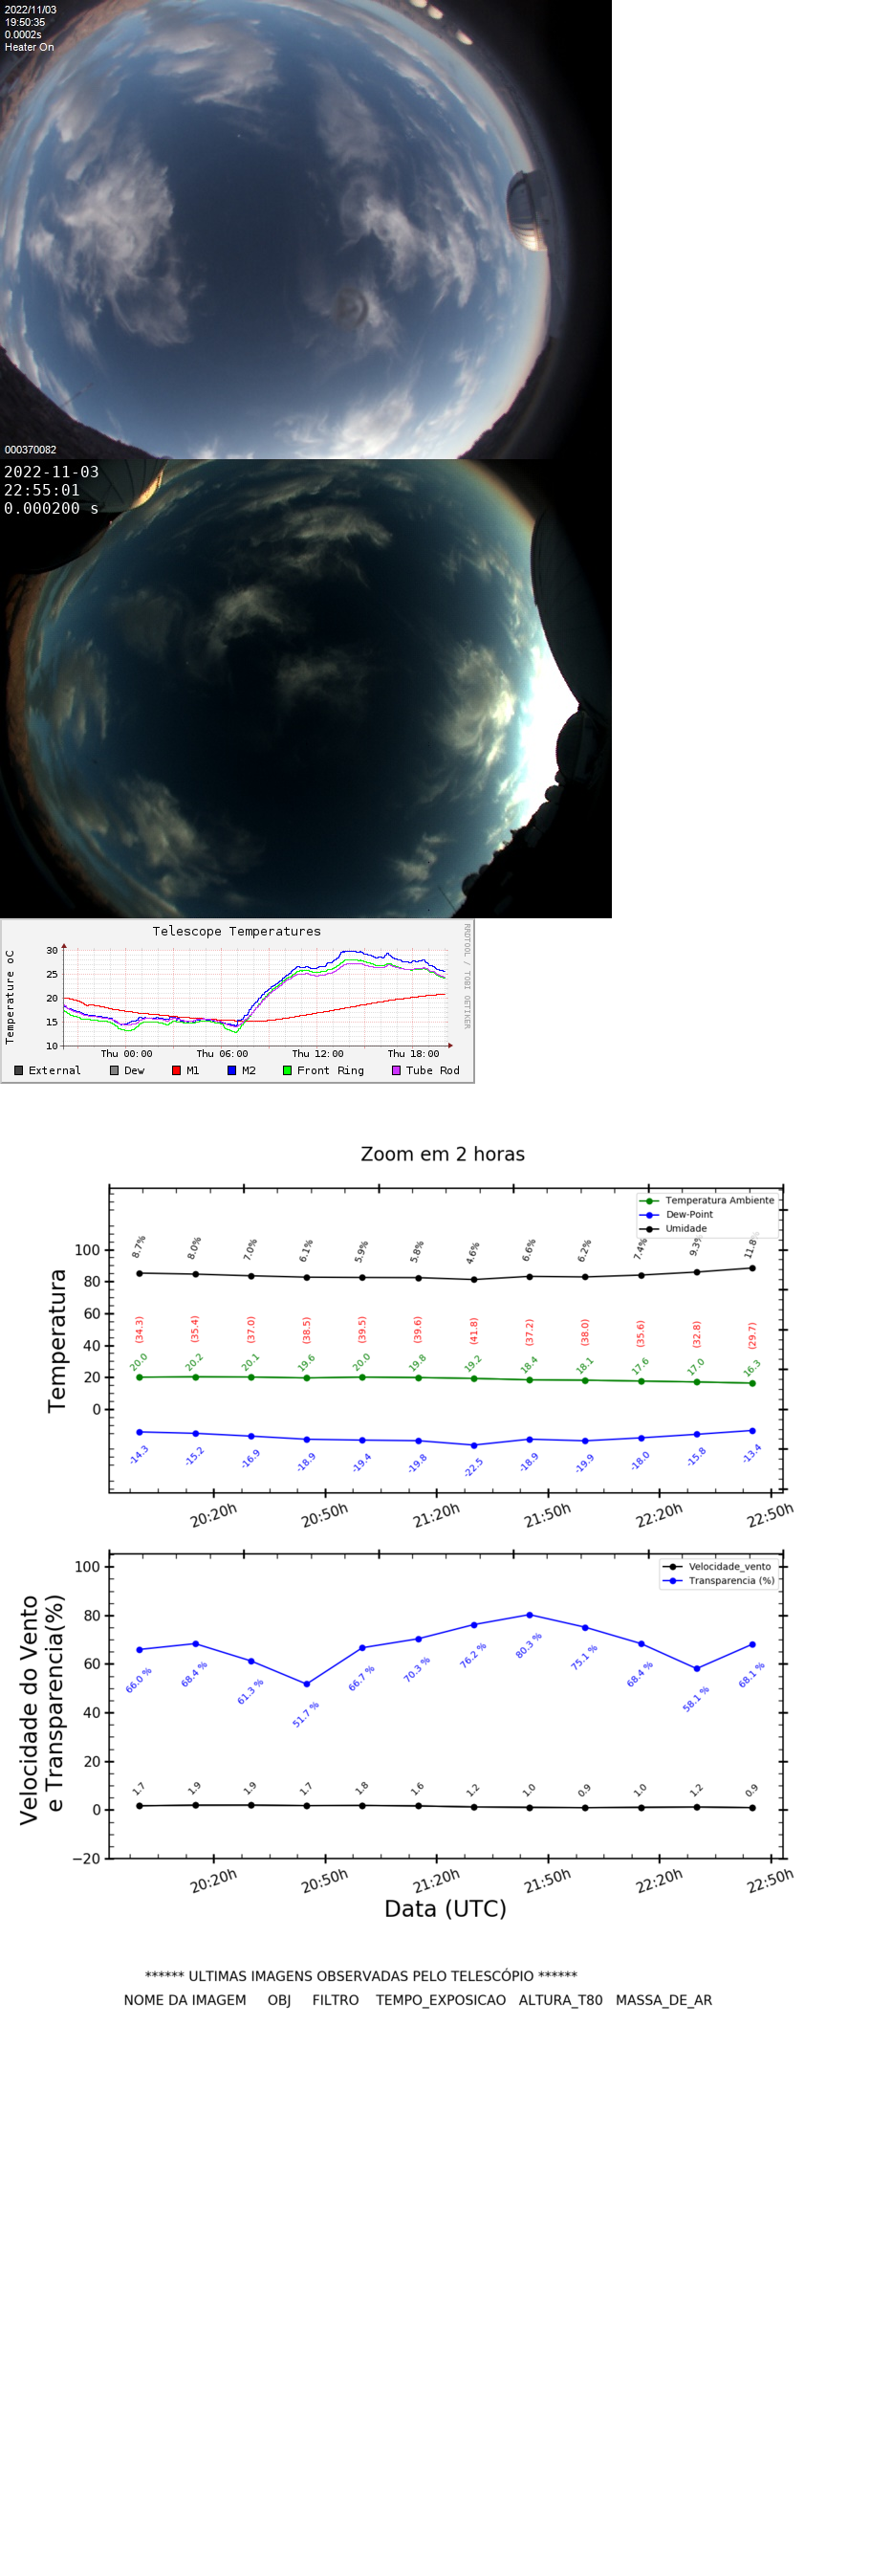 2022/11/03
19:50:35
0.0002s
Heater On
000370082
2022-11-03
22:55:01
0.000200 s
Telescope Temperatures
RRDTOOL / TOBI OETIKER
Temperature oC
30
25
20
15
10
Thu 00:00 Thu 06:00 Thu 12:00 Thu 18:00
External Dew M1 M2 Front Ring Tube Rod
Zoom em 2 horas
Temperatura Ambiente
Dew-Point
Umidade
Temperatura
100
80
60
40
20
0
8.7% 8.0% 7.0% 6.1% 5.9% 5.8% 4.6% 6.6% 6.2% 7.4% 9.3% 11.8%
(34.3) (35.4) (37.0) (38.5) (39.5) (39.6) (41.8) (37.2) (38.0) (35.6) (32.8) (29.7)
20.0 20.2 20.1 19.6 20.0 19.8 19.2 18.4 18.1 17.6 17.0 16.3
-14.3 -15.2 -16.9 -18.9 -19.4 -19.8 -22.5 -18.9 -19.9 -18.0 -15.8 -13.4
20:20h 20:50h 21:20h 21:50h 22:20h 22:50h
Velocidade_vento
Transparencia (%)
Velocidade do Vento
e Transparencia(%)
100
80
60
40
20
0
−20
66.0 % 68.4 % 61.3 % 51.7 % 66.7 % 70.3 % 76.2 % 80.3 % 75.1 % 68.4 % 58.1 % 68.1 %
1.7 1.9 1.9 1.7 1.8 1.6 1.2 1.0 0.9 1.0 1.2 0.9
20:20h 20:50h 21:20h 21:50h 22:20h 22:50h
Data (UTC)
****** ULTIMAS IMAGENS OBSERVADAS PELO TELESCÓPIO ******
NOME DA IMAGEM OBJ FILTRO TEMPO_EXPOSICAO ALTURA_T80 MASSA_DE_AR